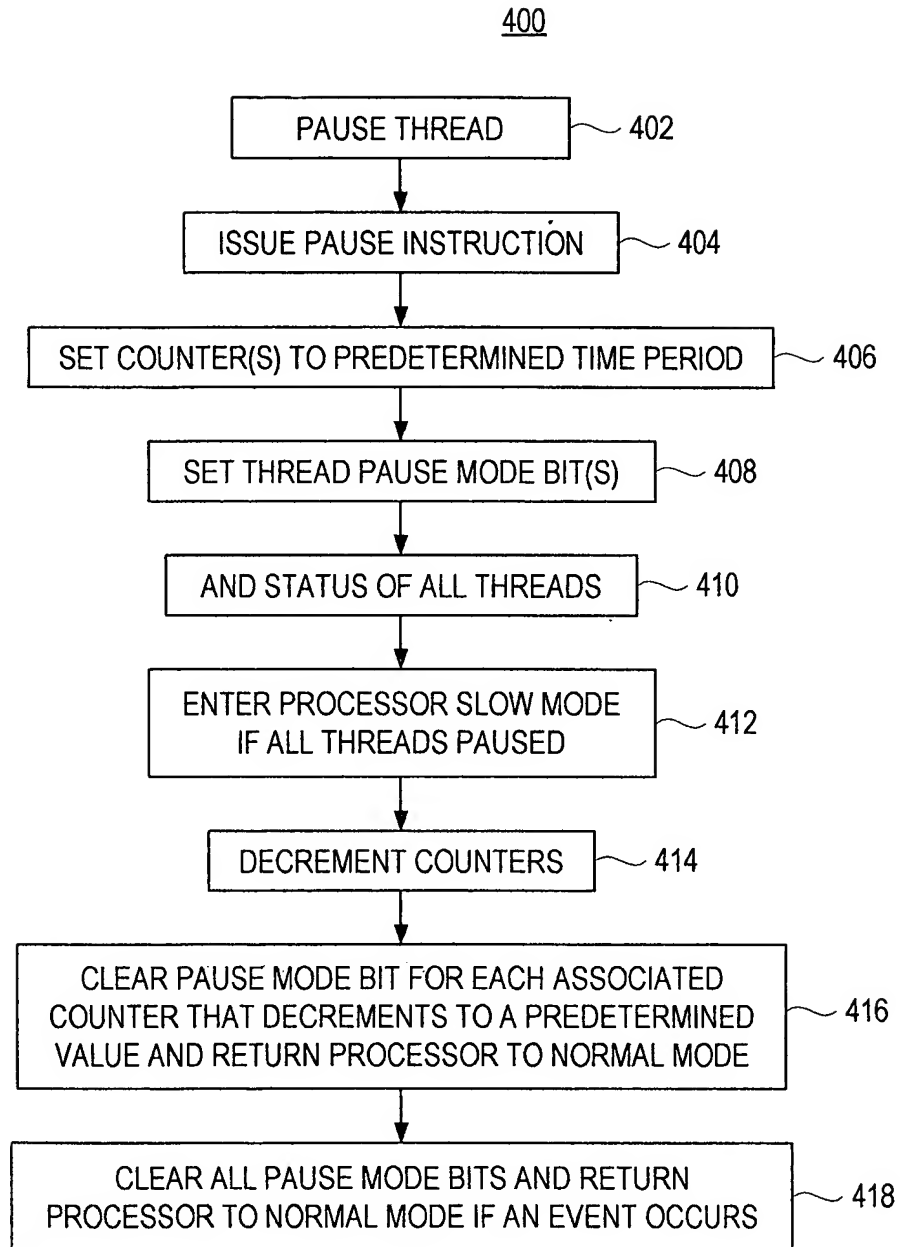 400
PAUSE THREAD
402
ISSUE PAUSE INSTRUCTION
404
SET COUNTER(S) TO PREDETERMINED TIME PERIOD
406
SET THREAD PAUSE MODE BIT(S)
408
AND STATUS OF ALL THREADS
410
ENTER PROCESSOR SLOW MODE
IF ALL THREADS PAUSED
412
DECREMENT COUNTERS
414
CLEAR PAUSE MODE BIT FOR EACH ASSOCIATED
COUNTER THAT DECREMENTS TO A PREDETERMINED
VALUE AND RETURN PROCESSOR TO NORMAL MODE
416
CLEAR ALL PAUSE MODE BITS AND RETURN
PROCESSOR TO NORMAL MODE IF AN EVENT OCCURS
418